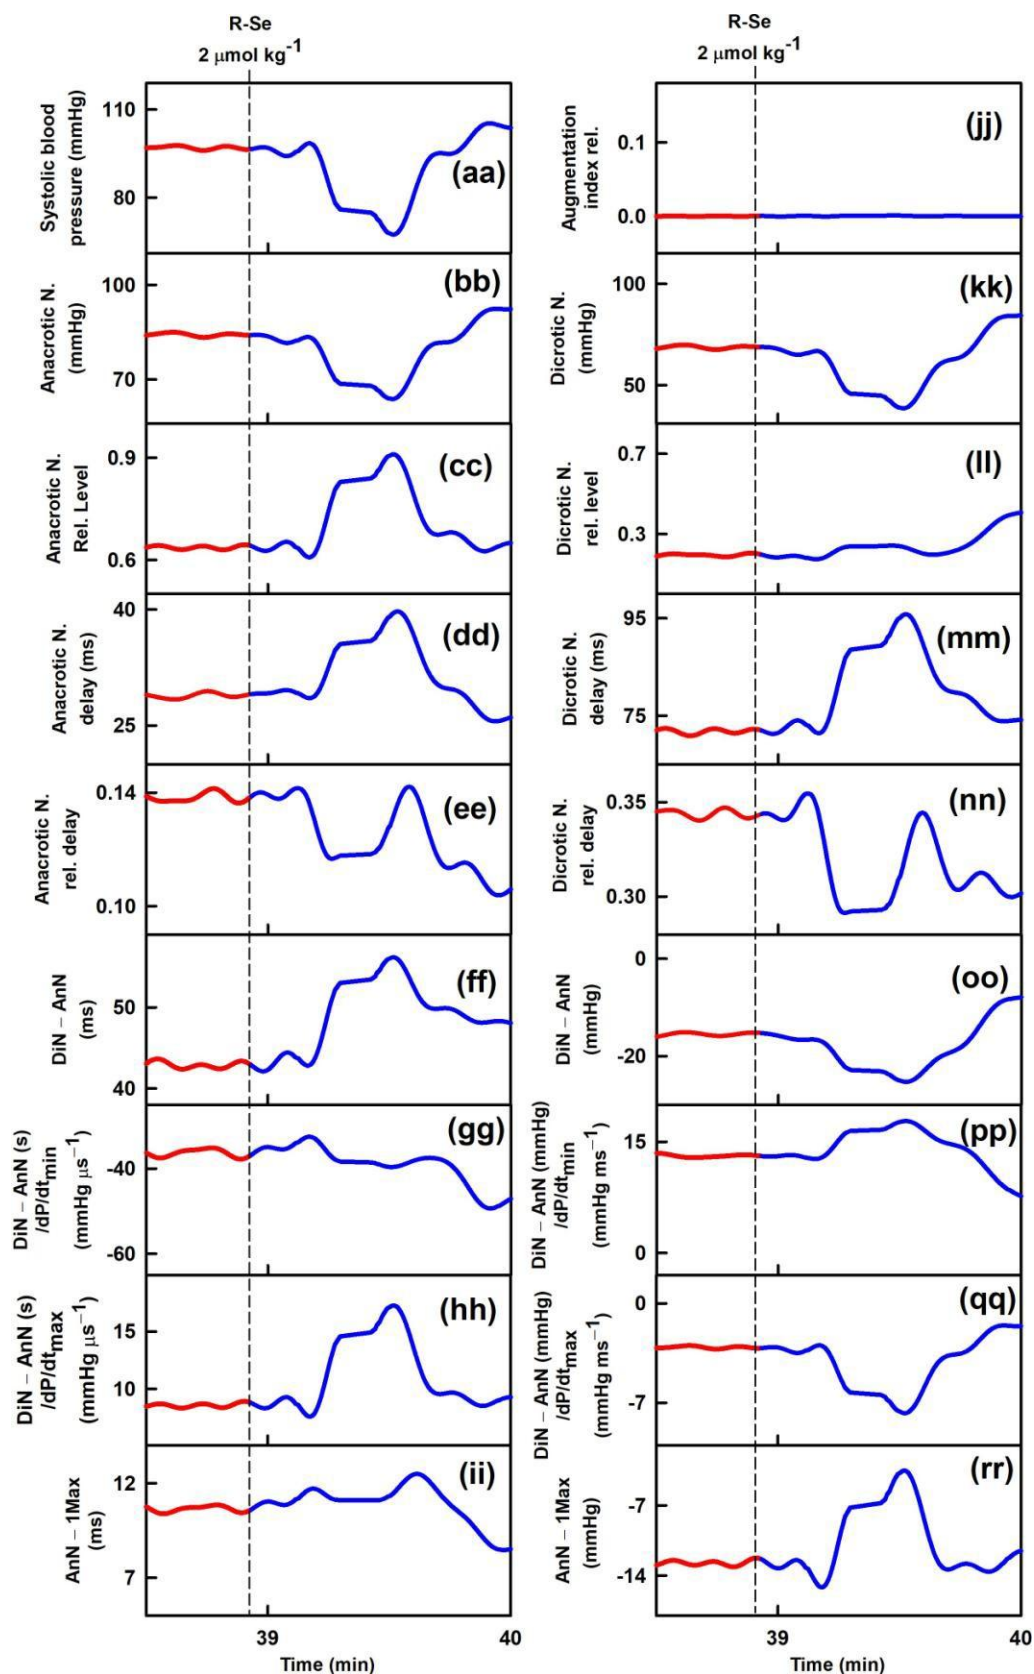 R-Se
2 μmol kg⁻¹
R-Se
2 μmol kg⁻¹
Systolic blood
pressure (mmHg)
110
80
(aa)
Anacrotic N.
(mmHg)
100
70
(bb)
Anacrotic N.
Rel. Level
0.9
0.6
(cc)
Anacrotic N.
delay (ms)
40
25
(dd)
Anacrotic N.
rel. delay
0.14
0.10
(ee)
DiN – AnN
(ms)
50
40
(ff)
DiN – AnN (s)
/dP/dt_min
(mmHg μs⁻¹)
-40
-60
(gg)
DiN – AnN (s)
/dP/dt_max
(mmHg μs⁻¹)
15
10
(hh)
AnN – 1Max
(ms)
12
7
(ii)
39
40
Time (min)
Augmentation
index rel.
0.1
0.0
(jj)
Dicrotic N.
(mmHg)
100
50
(kk)
Dicrotic N.
rel. level
0.7
0.3
(ll)
Dicrotic N.
delay (ms)
95
75
(mm)
Dicrotic N.
rel. delay
0.35
0.30
(nn)
DiN – AnN
(mmHg)
0
-20
(oo)
DiN – AnN (mmHg)
/dP/dt_min
(mmHg ms⁻¹)
15
0
(pp)
DiN – AnN (mmHg)
/dP/dt_max
(mmHg ms⁻¹)
0
-7
(qq)
AnN – 1Max
(mmHg)
-7
-14
(rr)
39
40
Time (min)